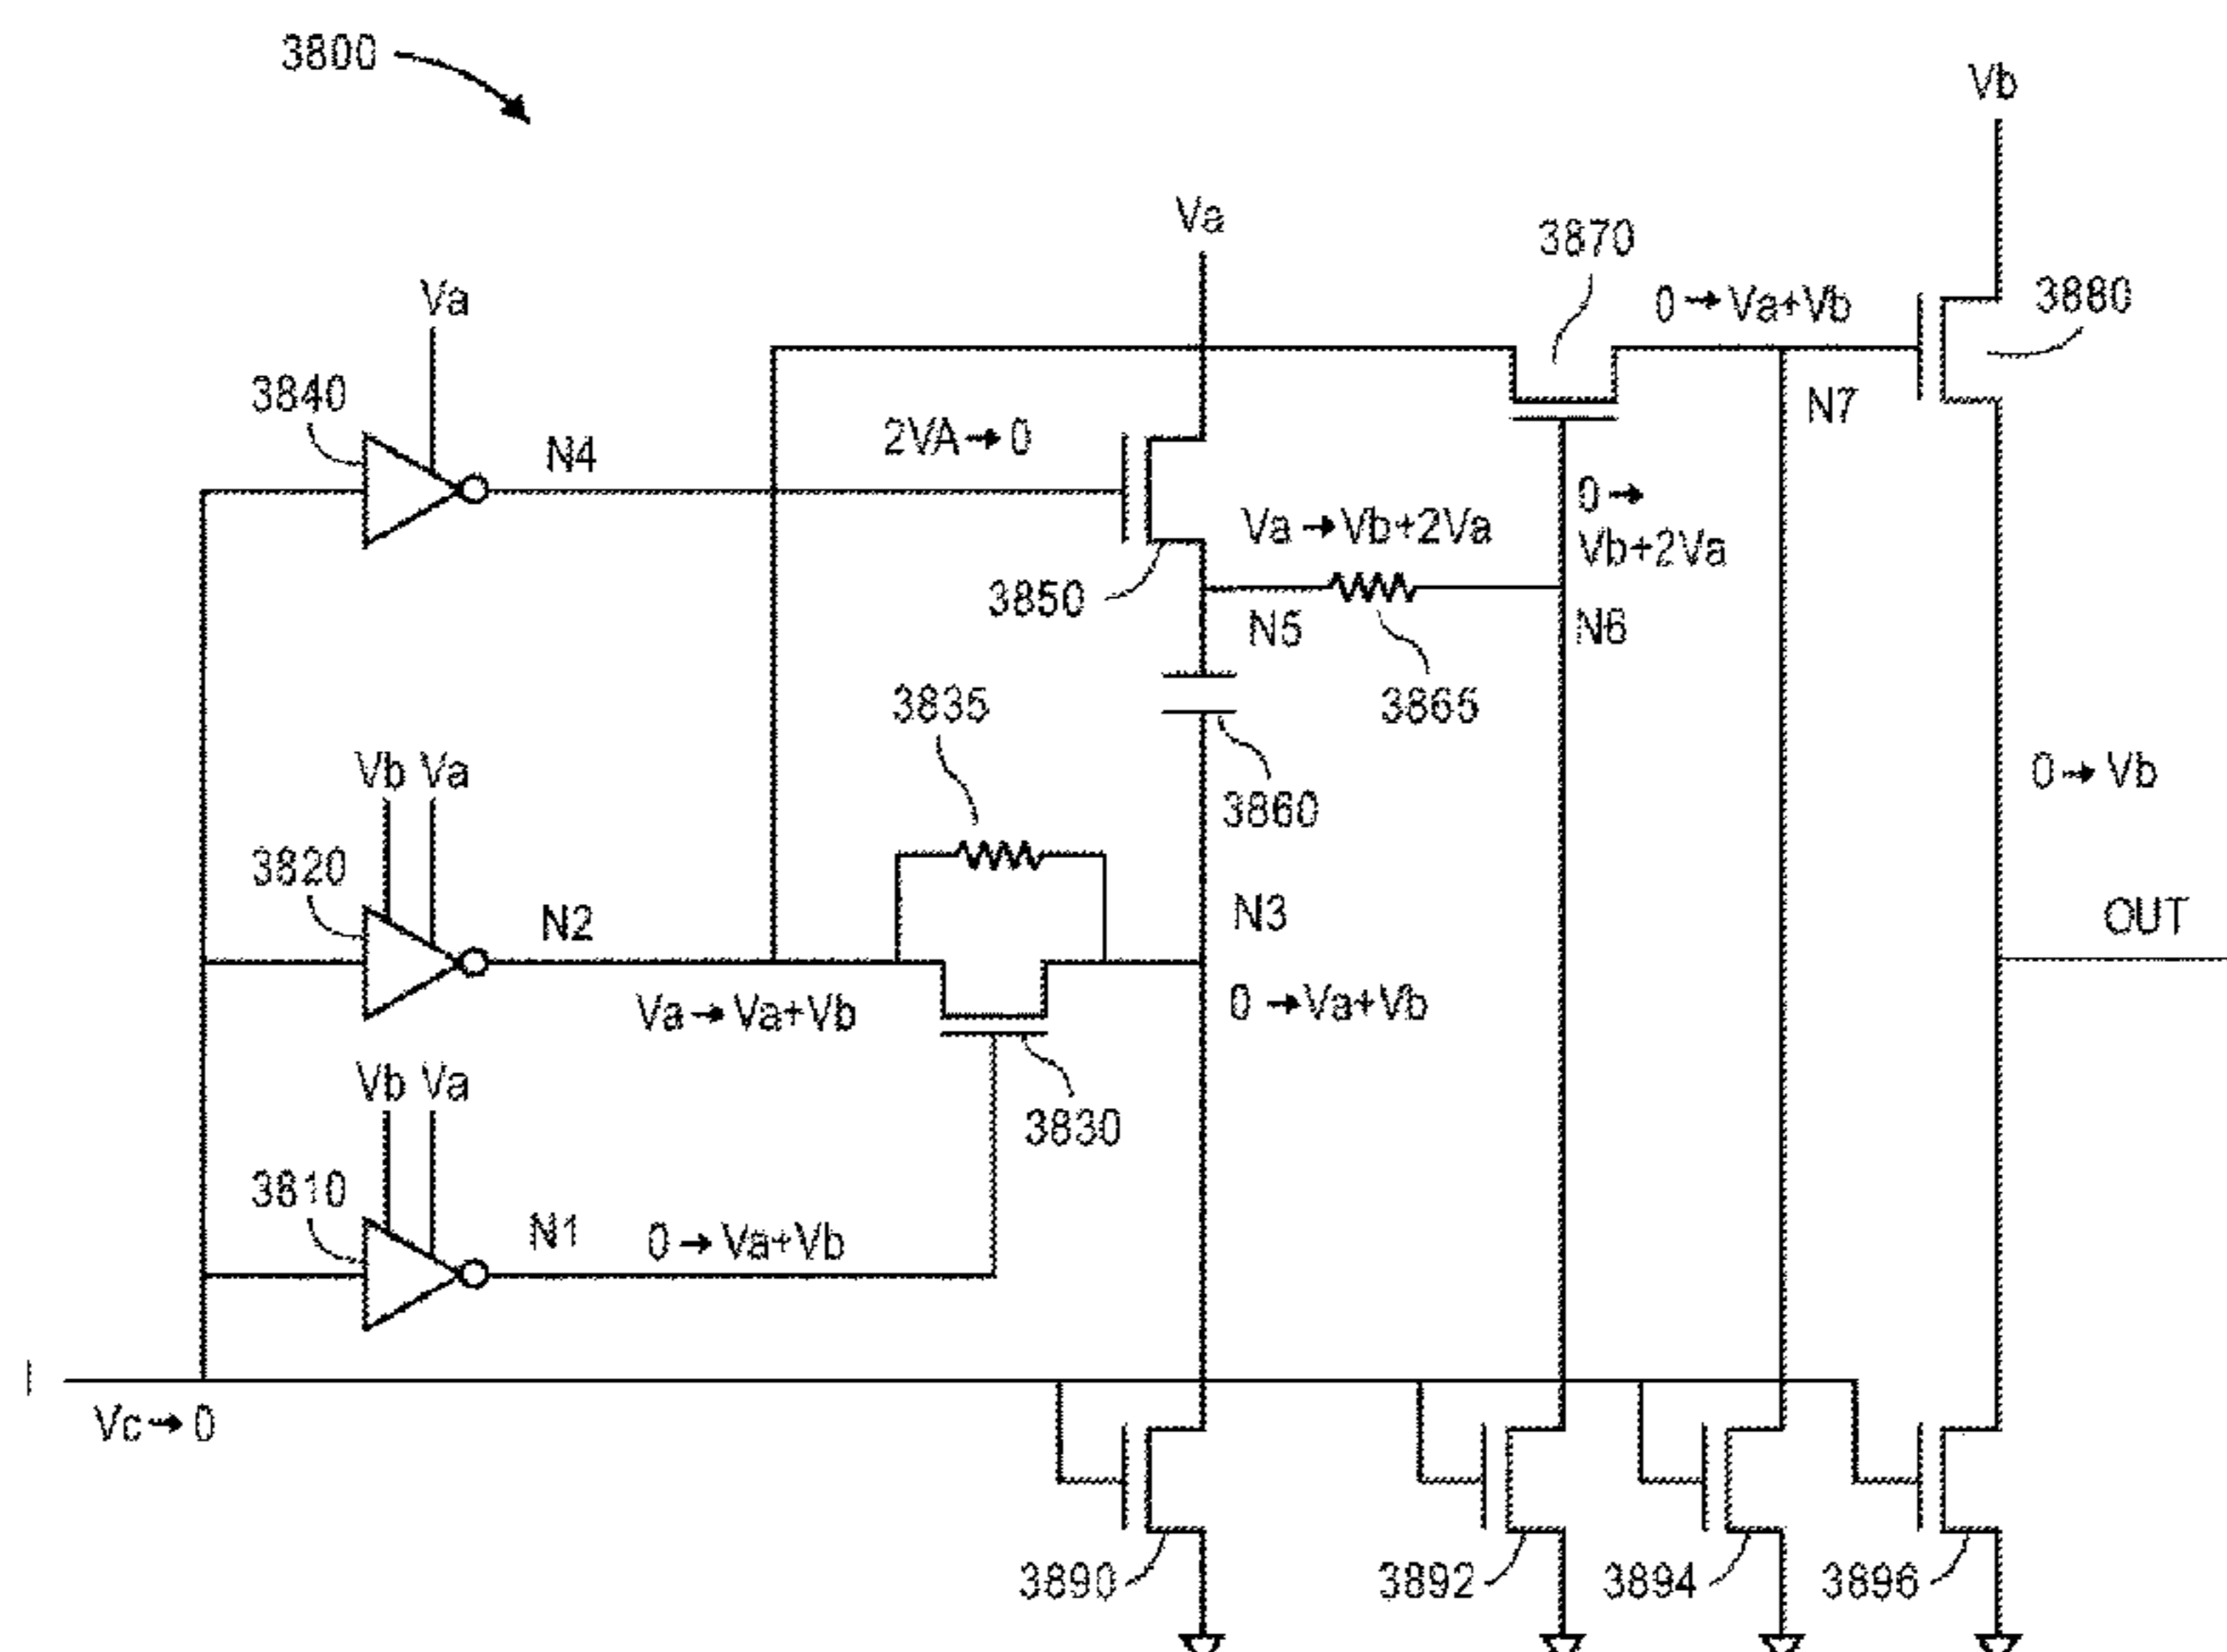 3800
Vb
Va
3870
0→Va+Vb
3880
Va
3840
N4
2VA→0
N7
0→
Vb+2Va
Va→Vb+2Va
3850
N5
N6
3835
3865
3860
Vb Va
0→Vb
3820
N2
N3
OUT
Va→Va+Vb
0→Va+Vb
Vb Va
3830
3810
N1
0→Va+Vb
I
Vc→0
3890
3892
3894
3896